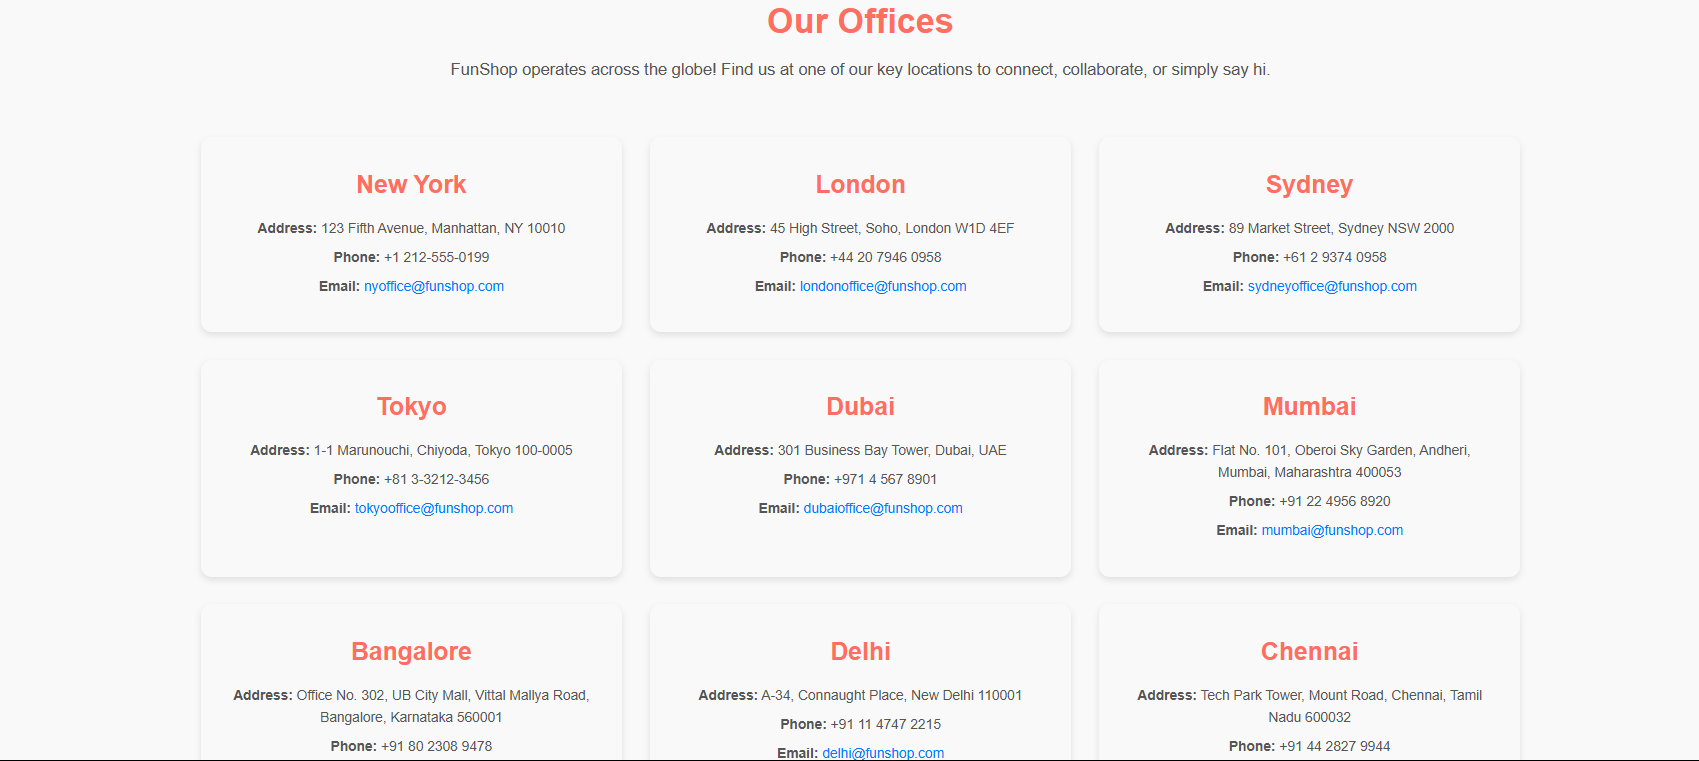 Our Offices
FunShop operates across the globe! Find us at one of our key locations to connect, collaborate, or simply say hi.
New York
Address: 123 Fifth Avenue, Manhattan, NY 10010
Phone: +1 212-555-0199
Email: nyoffice@funshop.com
London
Address: 45 High Street, Soho, London W1D 4EF
Phone: +44 20 7946 0958
Email: londonoffice@funshop.com
Sydney
Address: 89 Market Street, Sydney NSW 2000
Phone: +61 2 9374 0958
Email: sydneyoffice@funshop.com
Tokyo
Address: 1-1 Marunouchi, Chiyoda, Tokyo 100-0005
Phone: +81 3-3212-3456
Email: tokyooffice@funshop.com
Dubai
Address: 301 Business Bay Tower, Dubai, UAE
Phone: +971 4 567 8901
Email: dubaioffice@funshop.com
Mumbai
Address: Flat No. 101, Oberoi Sky Garden, Andheri,
Mumbai, Maharashtra 400053
Phone: +91 22 4956 8920
Email: mumbai@funshop.com
Bangalore
Address: Office No. 302, UB City Mall, Vittal Mallya Road,
Bangalore, Karnataka 560001
Phone: +91 80 2308 9478
Delhi
Address: A-34, Connaught Place, New Delhi 110001
Phone: +91 11 4747 2215
Email: delhi@funshop.com
Chennai
Address: Tech Park Tower, Mount Road, Chennai, Tamil
Nadu 600032
Phone: +91 44 2827 9944